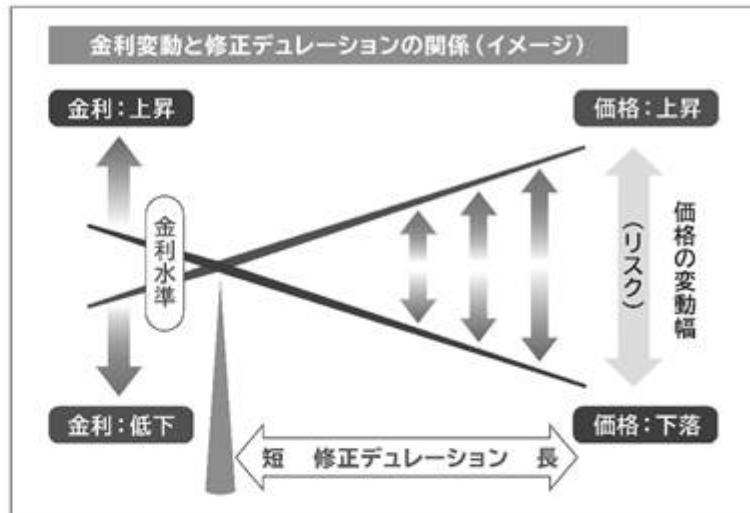 金利変動と修正デュレーションの関係(イメージ)
金利:上昇
価格:上昇
金利水準
(リスク)
価格の変動幅
金利:低下
価格:下落
短 修正デュレーション 長